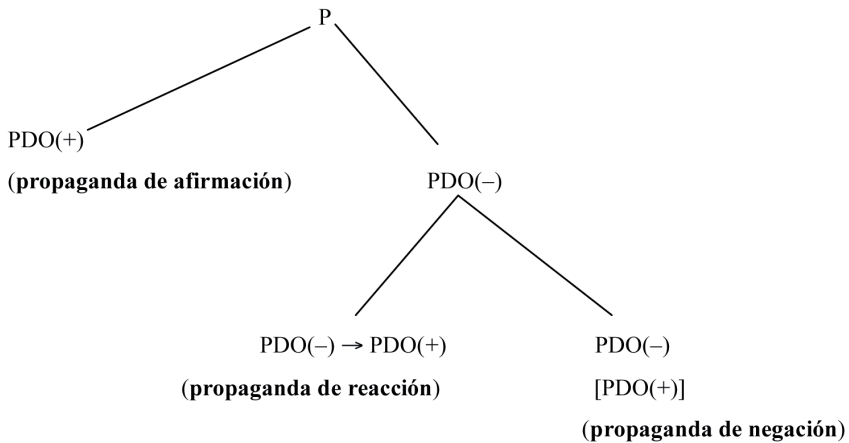 P
PDO(+)
(propaganda de afirmación)
PDO(–)
PDO(–) → PDO(+)
(propaganda de reacción)
PDO(–)
[PDO(+)]
(propaganda de negación)